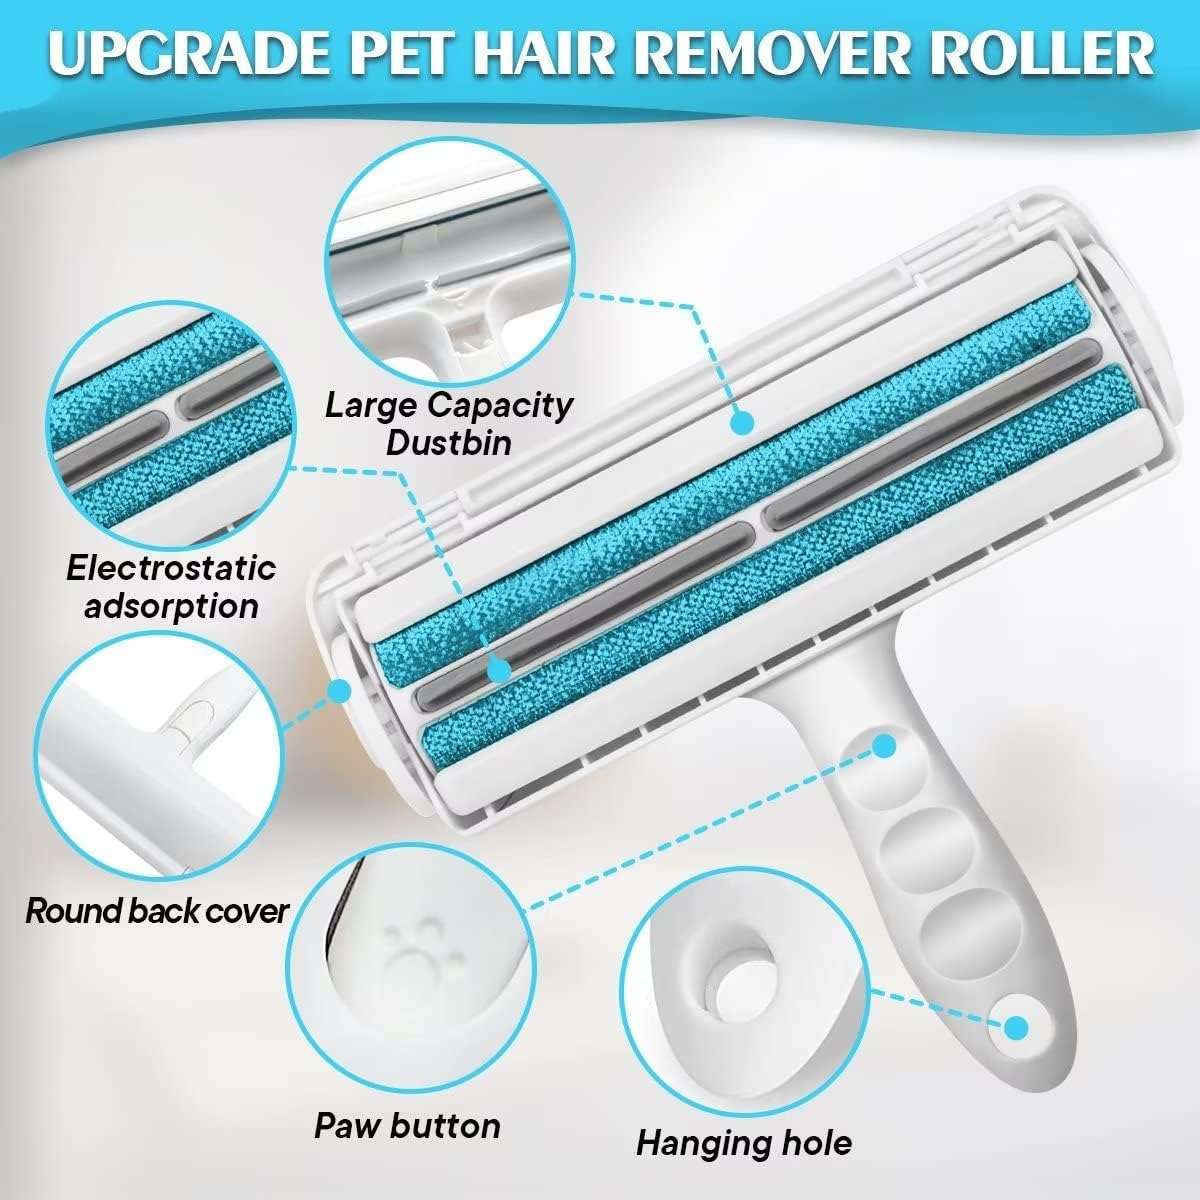 UPGRADE PET HAIR REMOVER ROLLER
Large Capacity
Dustbin
Electrostatic
adsorption
Round back cover
Paw button
Hanging hole